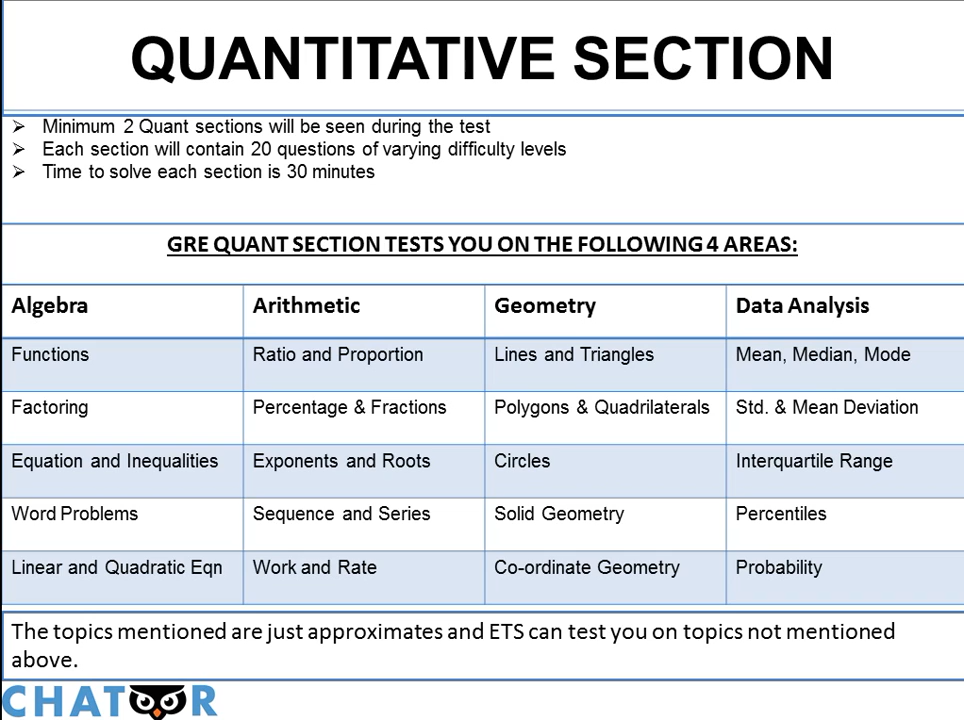 QUANTITATIVE SECTION
Minimum 2 Quant sections will be seen during the test
Each section will contain 20 questions of varying difficulty levels
Time to solve each section is 30 minutes
GRE QUANT SECTION TESTS YOU ON THE FOLLOWING 4 AREAS:
Algebra Arithmetic Geometry Data Analysis
Functions Ratio and Proportion Lines and Triangles Mean, Median, Mode
Factoring Percentage & Fractions Polygons & Quadrilaterals Std. & Mean Deviation
Equation and Inequalities Exponents and Roots Circles Interquartile Range
Word Problems Sequence and Series Solid Geometry Percentiles
Linear and Quadratic Eqn Work and Rate Co-ordinate Geometry Probability
The topics mentioned are just approximates and ETS can test you on topics not mentioned
above.
CHATOOR